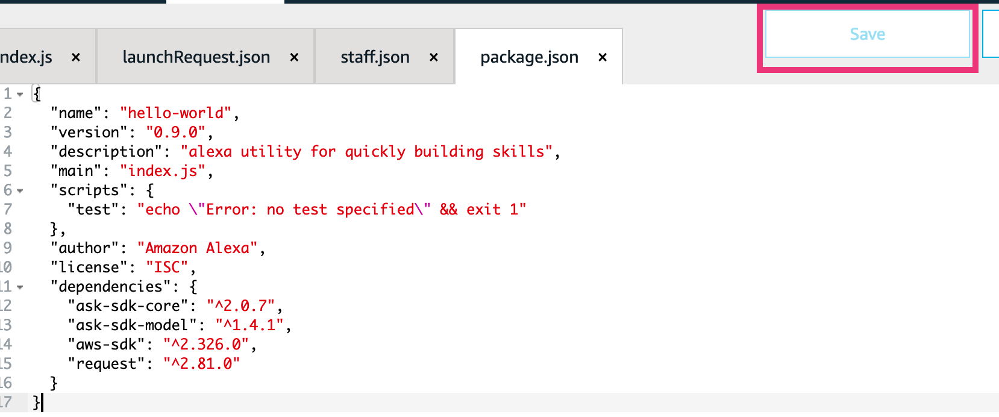 Save
ndex.js × launchRequest.json × staff.json × package.json ×
1 {
2 "name": "hello-world",
3 "version": "0.9.0",
4 "description": "alexa utility for quickly building skills",
5 "main": "index.js",
6 "scripts": {
7 "test": "echo \"Error: no test specified\" && exit 1"
8 },
9 "author": "Amazon Alexa",
10 "license": "ISC",
11 "dependencies": {
12 "ask-sdk-core": "^2.0.7",
13 "ask-sdk-model": "^1.4.1",
14 "aws-sdk": "^2.326.0",
15 "request": "^2.81.0"
16 }
17 }